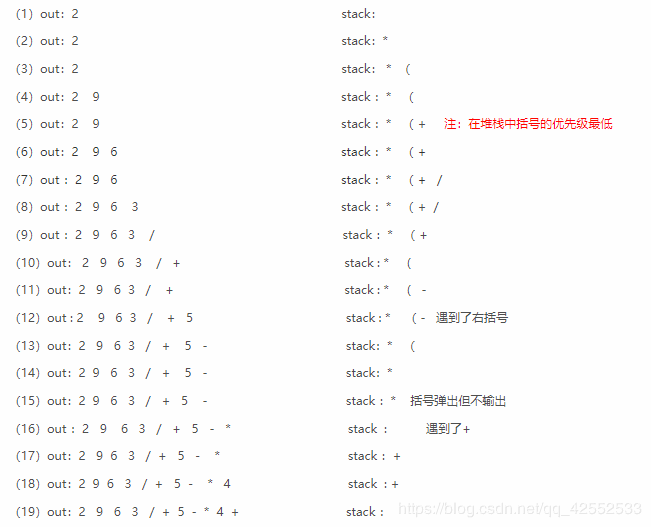 (1) out: 2 stack:
(2) out: 2 stack: *
(3) out: 2 stack: * (
(4) out: 2 9 stack: * (
(5) out: 2 9 stack: * ( + 注：在堆栈中括号的优先级最低
(6) out: 2 9 6 stack: * ( +
(7) out: 2 9 6 stack: * ( + /
(8) out: 2 9 6 3 stack: * ( + /
(9) out: 2 9 6 3 / stack: * ( +
(10) out: 2 9 6 3 / + stack: * (
(11) out: 2 9 6 3 / + stack: * ( -
(12) out: 2 9 6 3 / + 5 stack: * ( - 遇到了右括号
(13) out: 2 9 6 3 / + 5 - stack: * (
(14) out: 2 9 6 3 / + 5 - stack: *
(15) out: 2 9 6 3 / + 5 - stack: * 括号弹出但不输出
(16) out: 2 9 6 3 / + 5 - * stack: 遇到了+
(17) out: 2 9 6 3 / + 5 - * stack: +
(18) out: 2 9 6 3 / + 5 - * 4 stack: +
(19) out: 2 9 6 3 / + 5 - * 4 + stack:
https://blog.csdn.net/qq_42552533